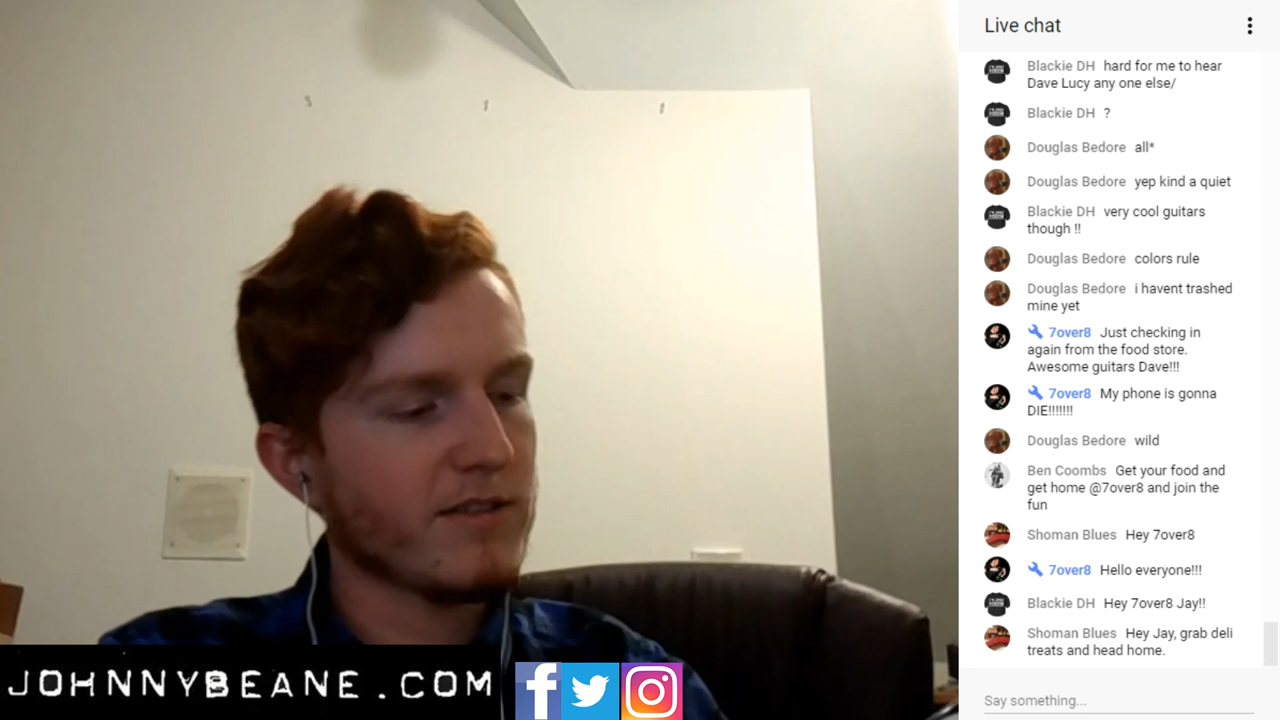 Live chat
Blackie DH hard for me to hear
Dave Lucy any one else/
Blackie DH ?
Douglas Bedore all*
Douglas Bedore yep kind a quiet
Blackie DH very cool guitars
though !!
Douglas Bedore colors rule
Douglas Bedore i havent trashed
mine yet
7over8 Just checking in
again from the food store.
Awesome guitars Dave!!!
7over8 My phone is gonna
DIE!!!!!!!
Douglas Bedore wild
Ben Coombs Get your food and
get home @7over8 and join the
fun
Shoman Blues Hey 7over8
7over8 Hello everyone!!!
Blackie DH Hey 7over8 Jay!!
Shoman Blues Hey Jay, grab deli
treats and head home.
Say something...
JOHNNYBEANE.COM